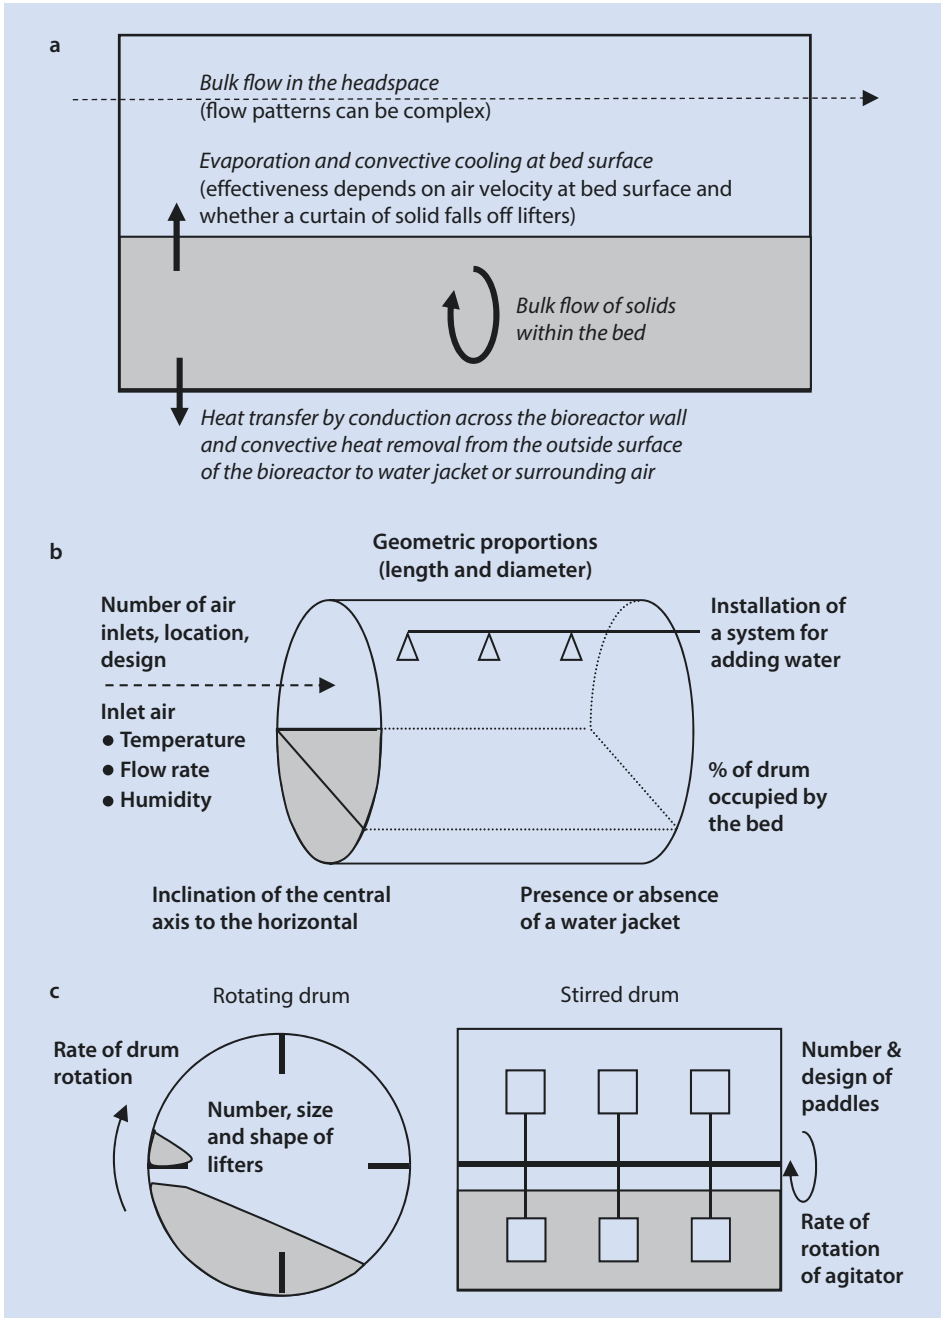 a
Bulk flow in the headspace
(flow patterns can be complex)
Evaporation and convective cooling at bed surface
(effectiveness depends on air velocity at bed surface and
whether a curtain of solid falls off lifters)
Bulk flow of solids
within the bed
Heat transfer by conduction across the bioreactor wall
and convective heat removal from the outside surface
of the bioreactor to water jacket or surrounding air
b
Geometric proportions
(length and diameter)
Number of air
inlets, location,
design
Installation of
a system for
adding water
Inlet air
● Temperature
● Flow rate
● Humidity
% of drum
occupied by
the bed
Inclination of the central
axis to the horizontal
Presence or absence
of a water jacket
c
Rotating drum
Stirred drum
Rate of drum
rotation
Number, size
and shape of
lifters
Number &
design of
paddles
Rate of
rotation
of agitator